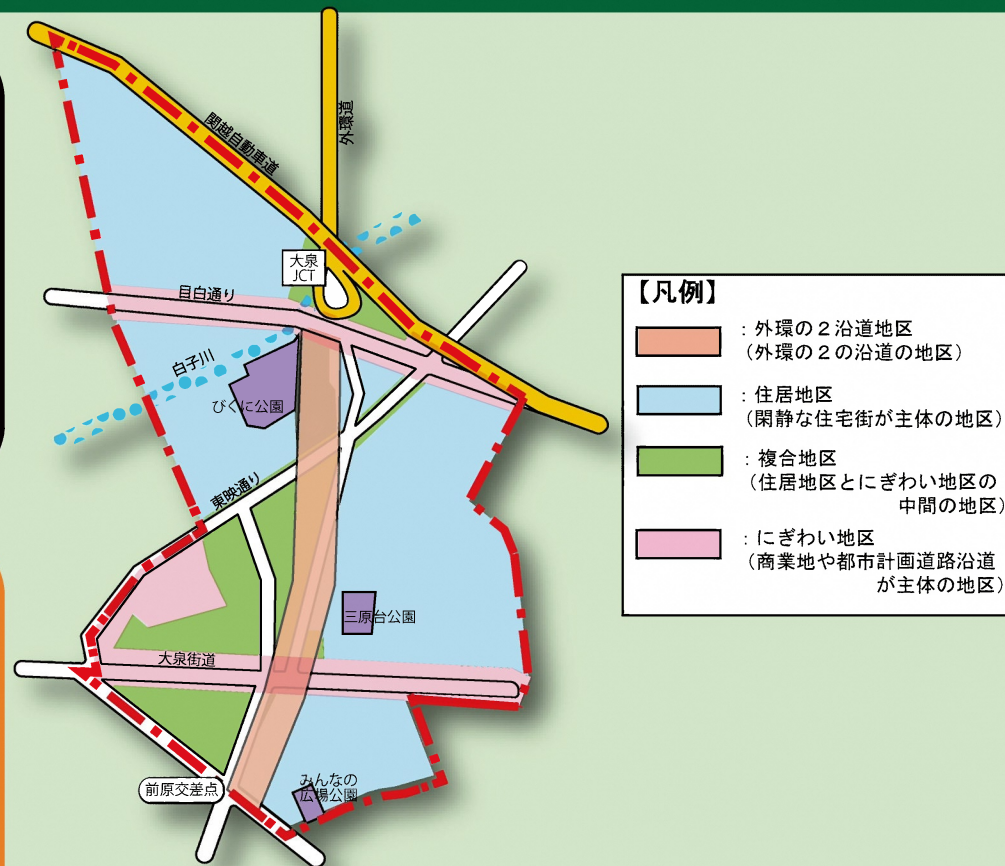 関越自動車道
外環道
大泉
JCT
目白通り
白子川
びくに公園
東映通り
三原台公園
大泉街道
みんなの
広場公園
前原交差点
【凡例】
：外環の２沿道地区
（外環の２の沿道の地区）
：住居地区
（閑静な住宅街が主体の地区）
：複合地区
（住居地区とにぎわい地区の
中間の地区）
：にぎわい地区
（商業地や都市計画道路沿道
が主体の地区）